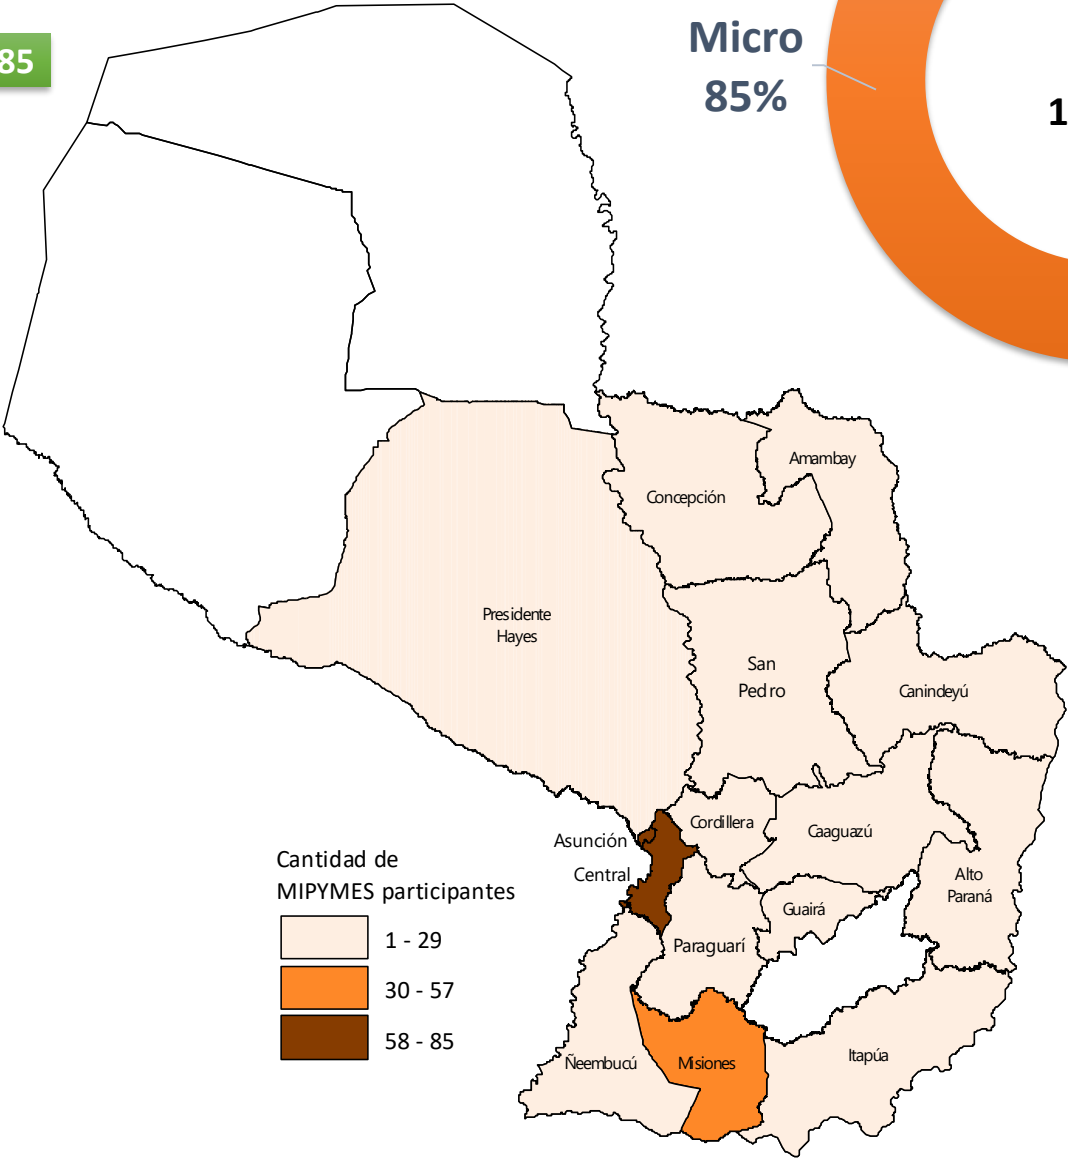 85
Micro
85%
1
Amambay
Concepción
Presidente
Hayes
San
Pedro
Canindeyú
Cordillera
Asunción
Caaguazú
Central
Alto
Paraná
Guairá
Paraguarí
Ñeembucú
Misiones
Itapúa
Cantidad de
MIPYMES participantes
1 - 29
30 - 57
58 - 85